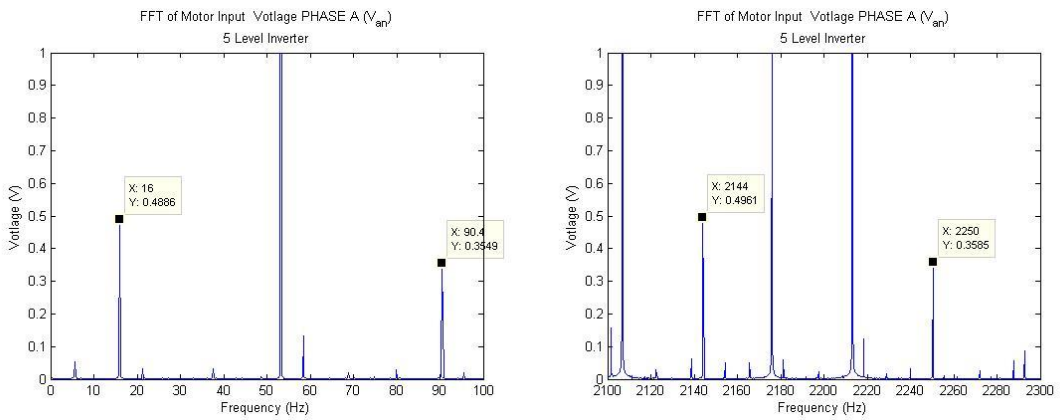 FFT of Motor Input Votlage PHASE A (Van)
5 Level Inverter
1
0.9
0.8
0.7
0.6
0.5
0.4
0.3
0.2
0.1
0
Votlage (V)
X: 16
Y: 0.4886
X: 90.4
Y: 0.3549
0 10 20 30 40 50 60 70 80 90 100
Frequency (Hz)
FFT of Motor Input Votlage PHASE A (Van)
5 Level Inverter
1
0.9
0.8
0.7
0.6
0.5
0.4
0.3
0.2
0.1
0
Votlage (V)
X: 2144
Y: 0.4961
X: 2250
Y: 0.3585
2100 2120 2140 2160 2180 2200 2220 2240 2260 2280 2300
Frequency (Hz)